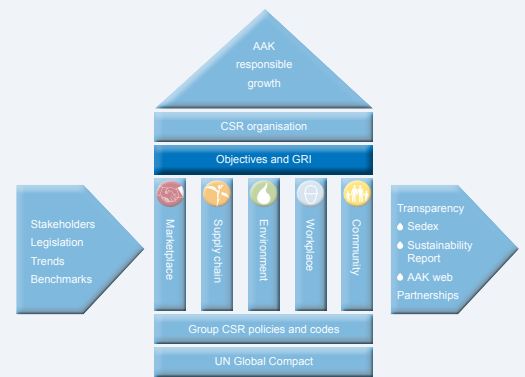 AAK
responsible
growth
CSR organisation
Objectives and GRI
Stakeholders
Legislation
Trends
Benchmarks
Marketplace
Supply chain
Environment
Workplace
Community
Transparency
Sedex
Sustainability
Report
AAK web
Partnerships
Group CSR policies and codes
UN Global Compact